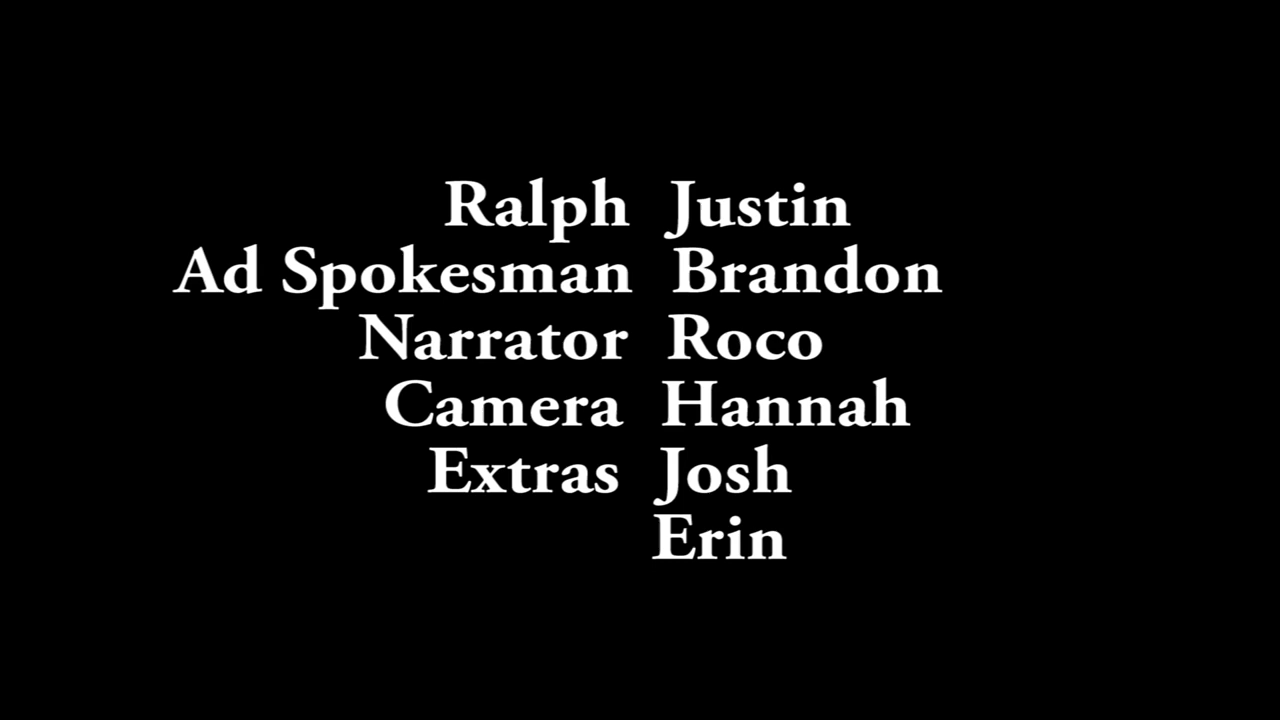 Ralph Justin
Ad Spokesman Brandon
Narrator Roco
Camera Hannah
Extras Josh
Erin